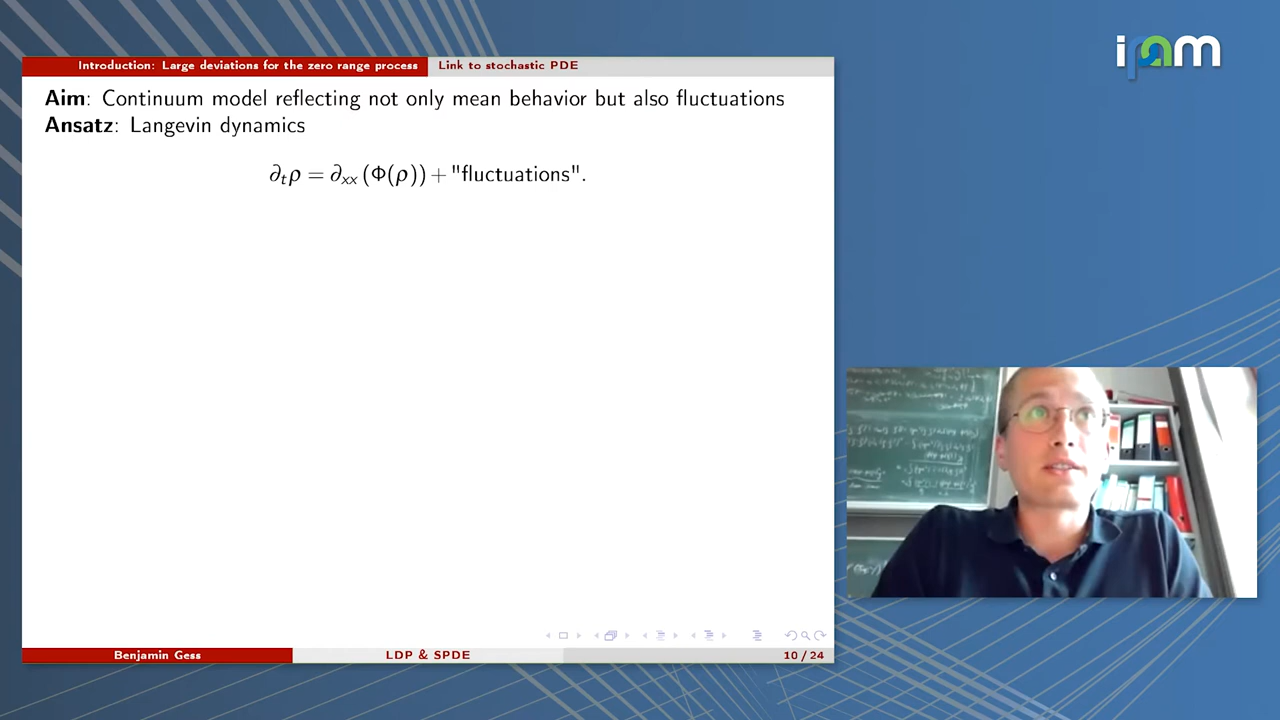 ipam
Introduction: Large deviations for the zero range process Link to stochastic PDE
Aim: Continuum model reflecting not only mean behavior but also fluctuations
Ansatz: Langevin dynamics
∂ₜρ = ∂ₓₓ (Φ(ρ)) + "fluctuations".
Benjamin Gess LDP & SPDE 10 / 24